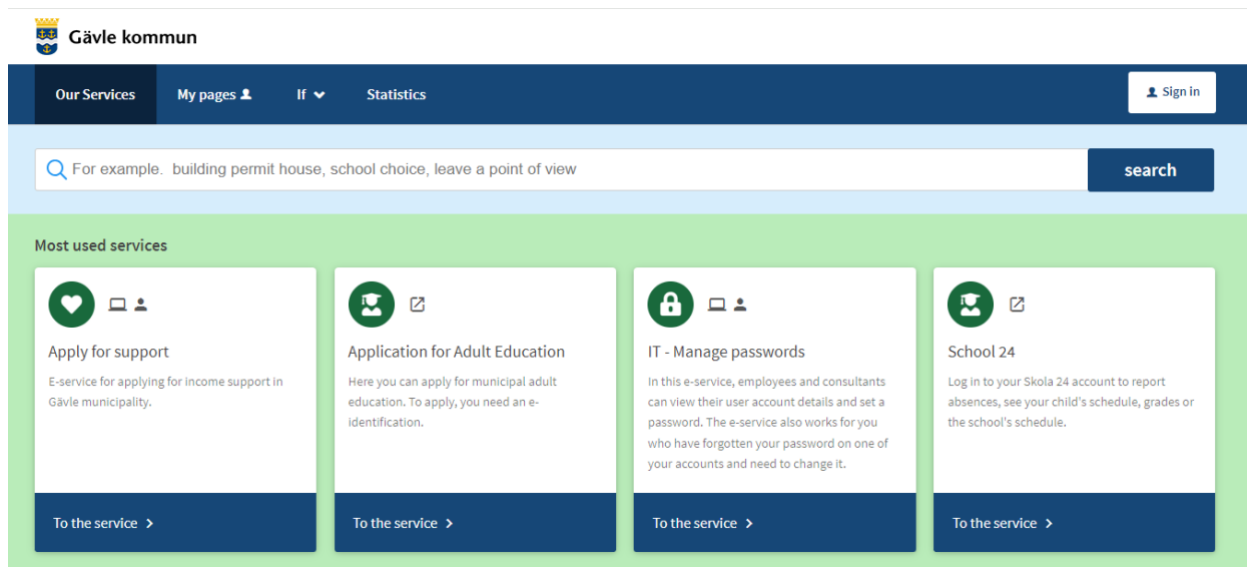 Gävle kommun
Our Services
My pages
If
Statistics
Sign in
For example.  building permit house, school choice, leave a point of view
search
Most used services
Apply for support
E-service for applying for income support in
Gävle municipality.
To the service
Application for Adult Education
Here you can apply for municipal adult
education. To apply, you need an e-
identification.
To the service
IT - Manage passwords
In this e-service, employees and consultants
can view their user account details and set a
password. The e-service also works for you
who have forgotten your password on one of
your accounts and need to change it.
To the service
School 24
Log in to your Skola 24 account to report
absences, see your child's schedule, grades or
the school's schedule.
To the service